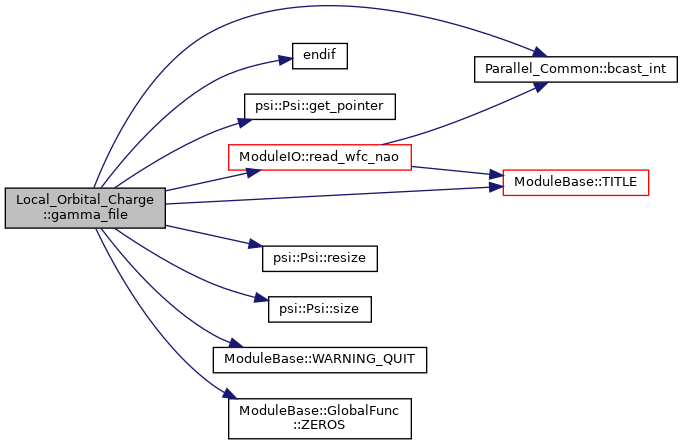 Local_Orbital_Charge
::gamma_file
endif
psi::Psi::get_pointer
ModuleIO::read_wfc_nao
Parallel_Common::bcast_int
ModuleBase::TITLE
psi::Psi::resize
psi::Psi::size
ModuleBase::WARNING_QUIT
ModuleBase::GlobalFunc
::ZEROS